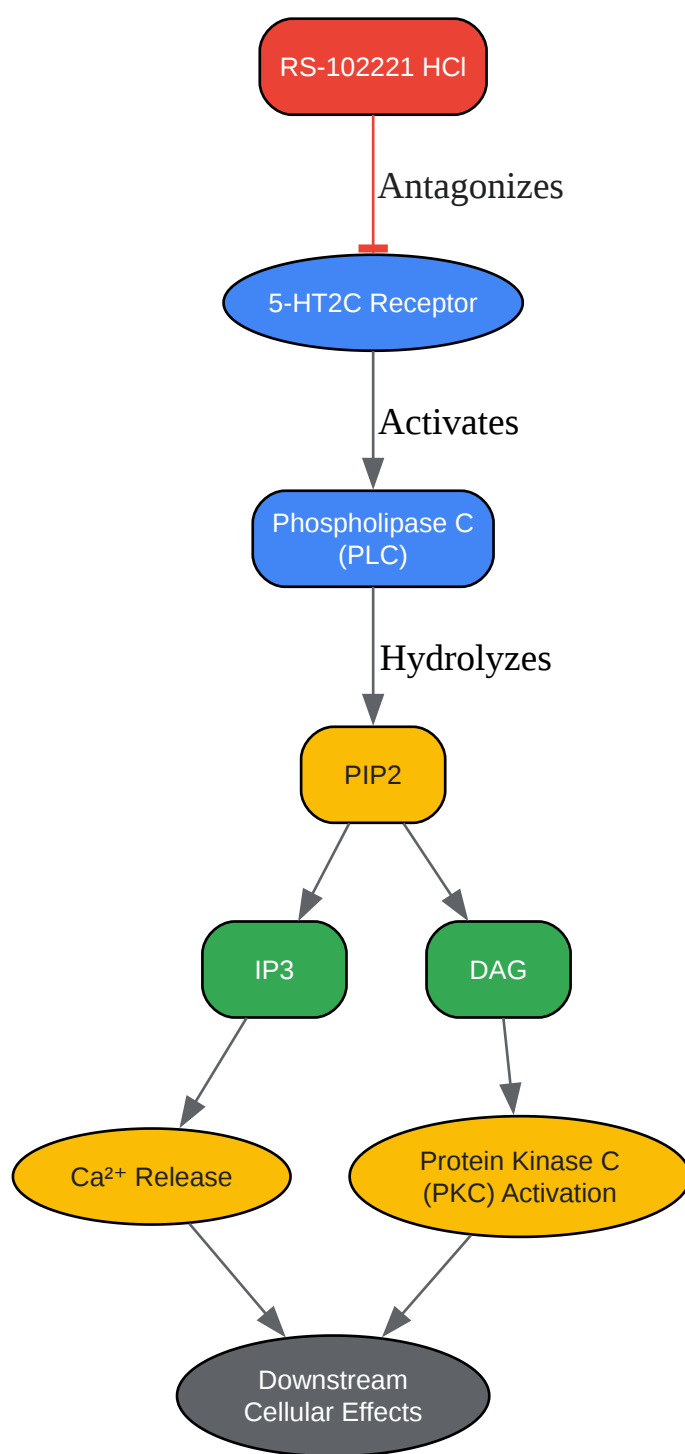 RS-102221 HCl
Antagonizes
5-HT2C Receptor
Activates
Phospholipase C
(PLC)
Hydrolyzes
PIP2
IP3
DAG
Ca²⁺ Release
Protein Kinase C
(PKC) Activation
Downstream
Cellular Effects